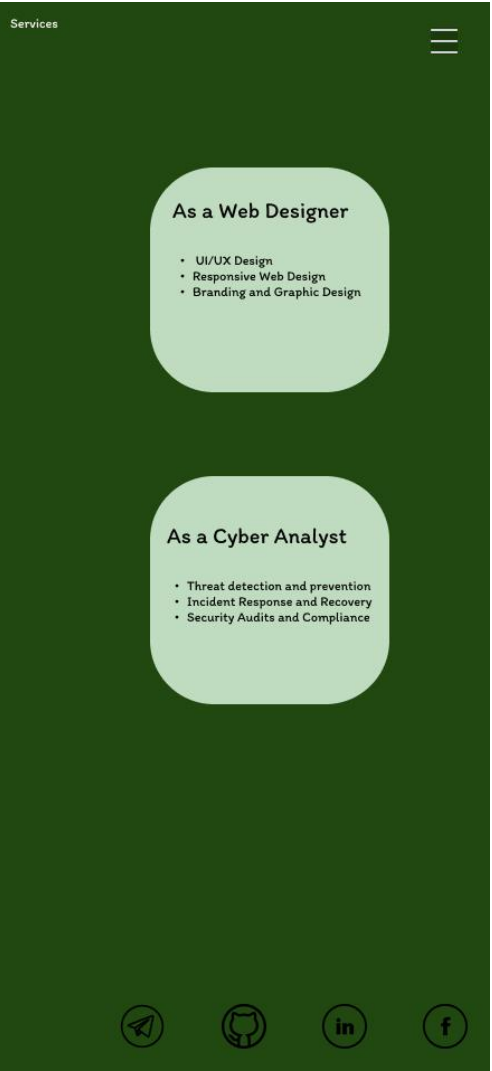 Services
As a Web Designer
• UI/UX Design
• Responsive Web Design
• Branding and Graphic Design
As a Cyber Analyst
• Threat detection and prevention
• Incident Response and Recovery
• Security Audits and Compliance
in f